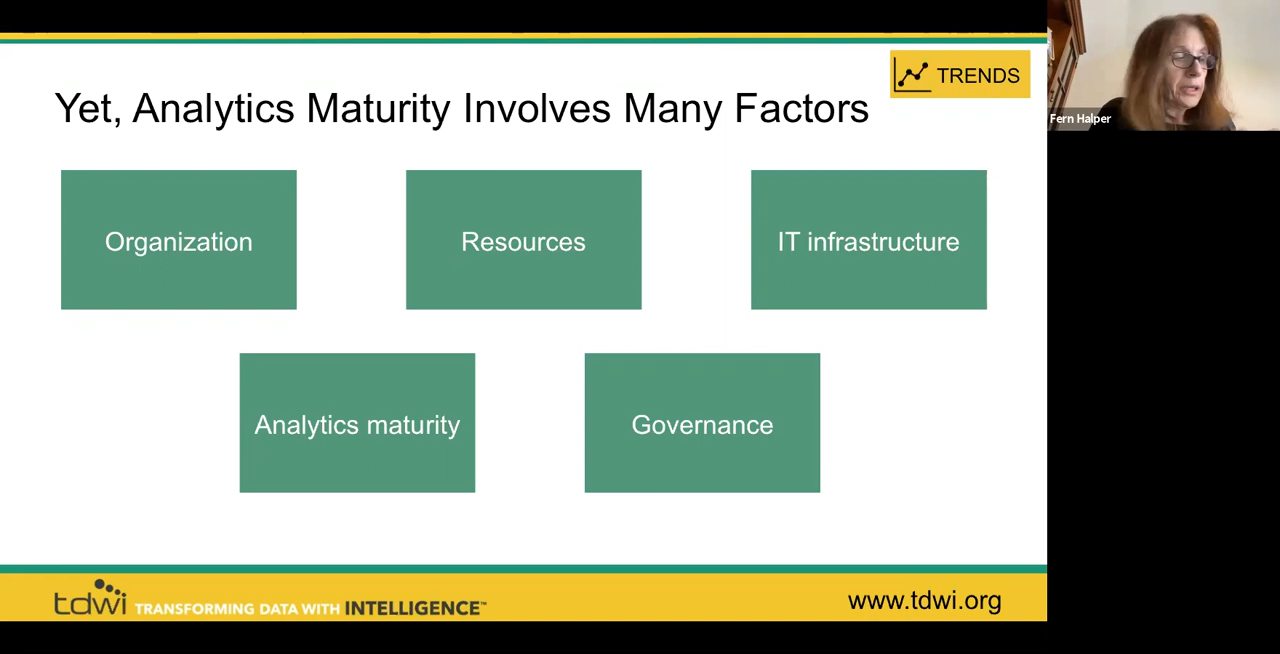 TRENDS
Yet, Analytics Maturity Involves Many Factors
Fern Halper
Organization
Resources
IT infrastructure
Analytics maturity
Governance
tdwi TRANSFORMING DATA WITH INTELLIGENCE™
www.tdwi.org